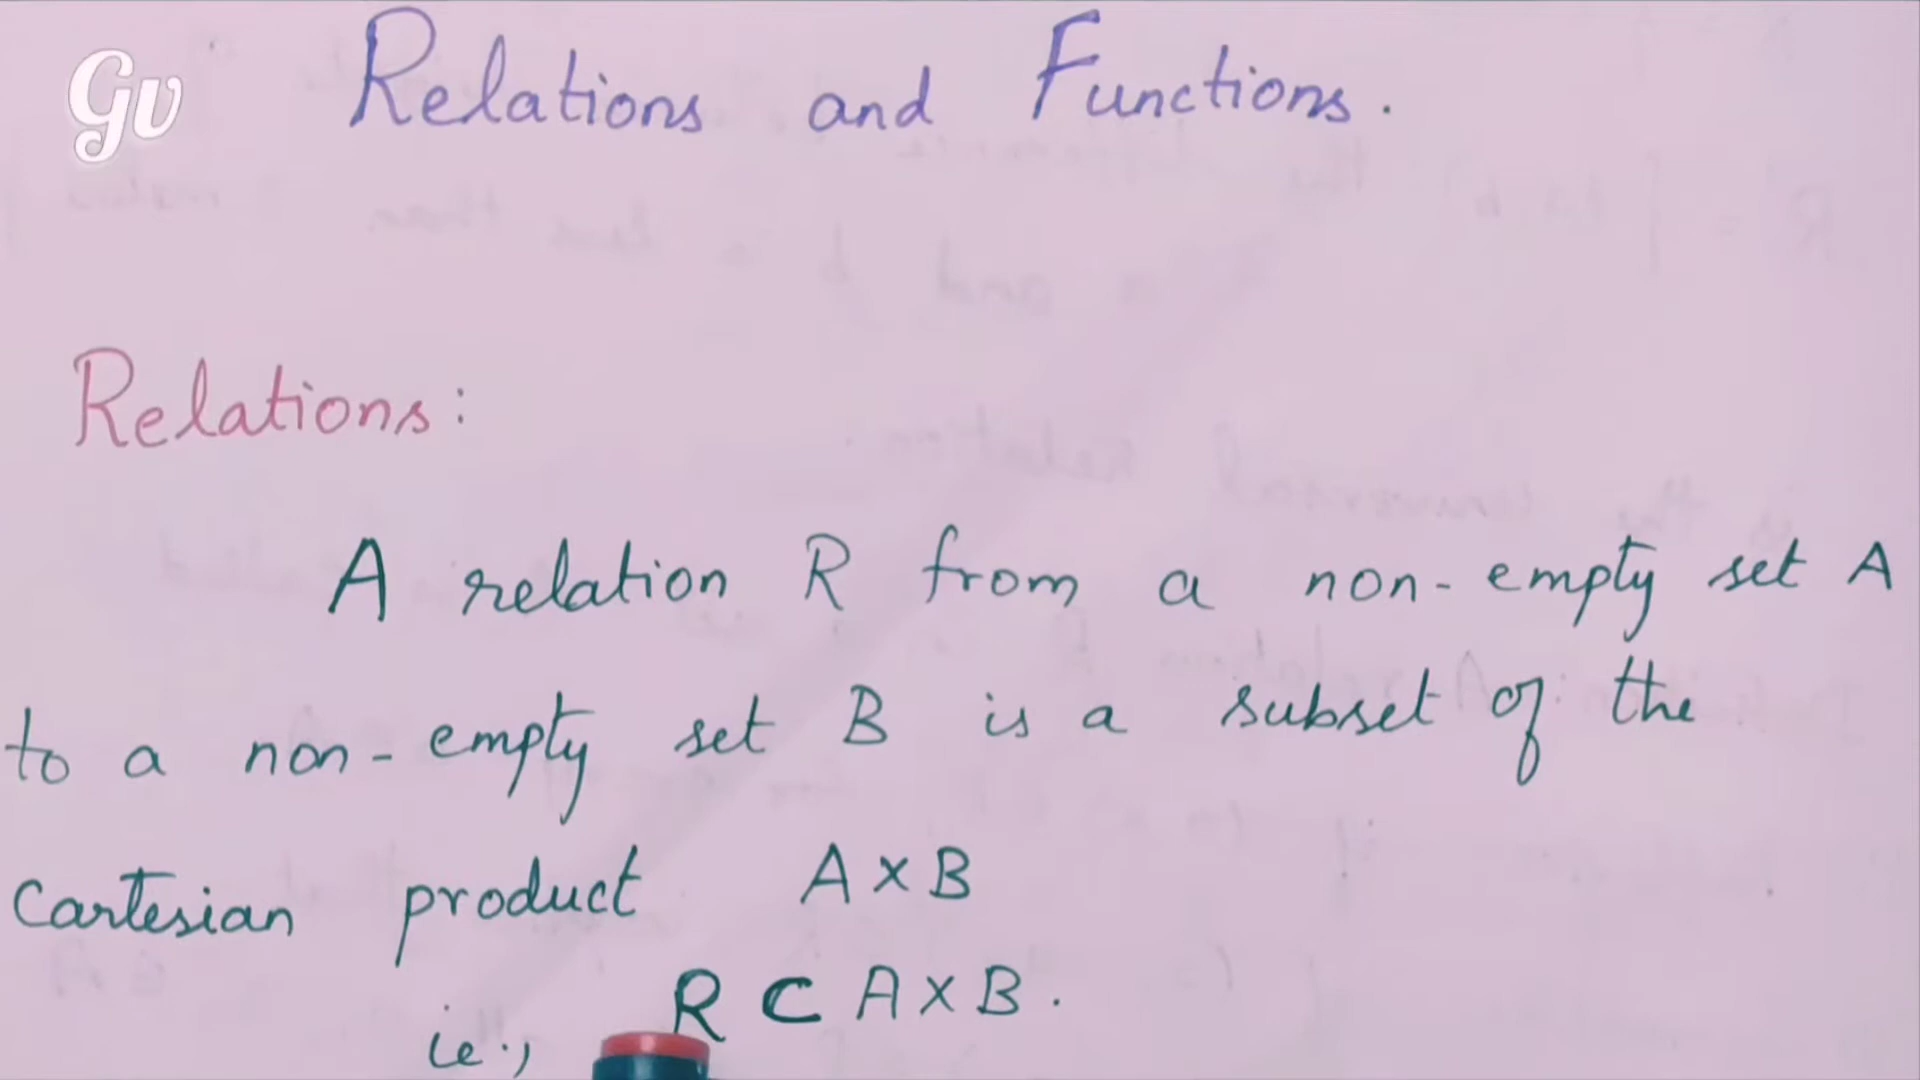 Gv
Relations and Functions.
Relations:
A relation R from a non-empty set A
to a non-empty set B is a subset of the
Cartesian product A × B
ie., R ⊂ A × B.